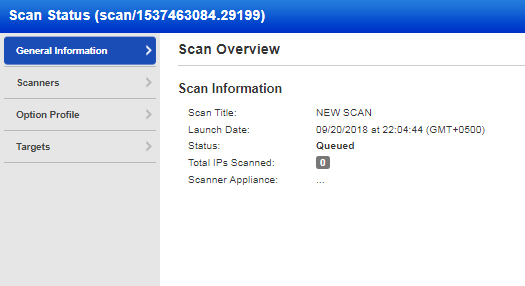 Scan Status (scan/1537463084.29199)
General Information
Scanners
Option Profile
Targets
Scan Overview
Scan Information
Scan Title: NEW SCAN
Launch Date: 09/20/2018 at 22:04:44 (GMT+0500)
Status: Queued
Total IPs Scanned: 0
Scanner Appliance: ...